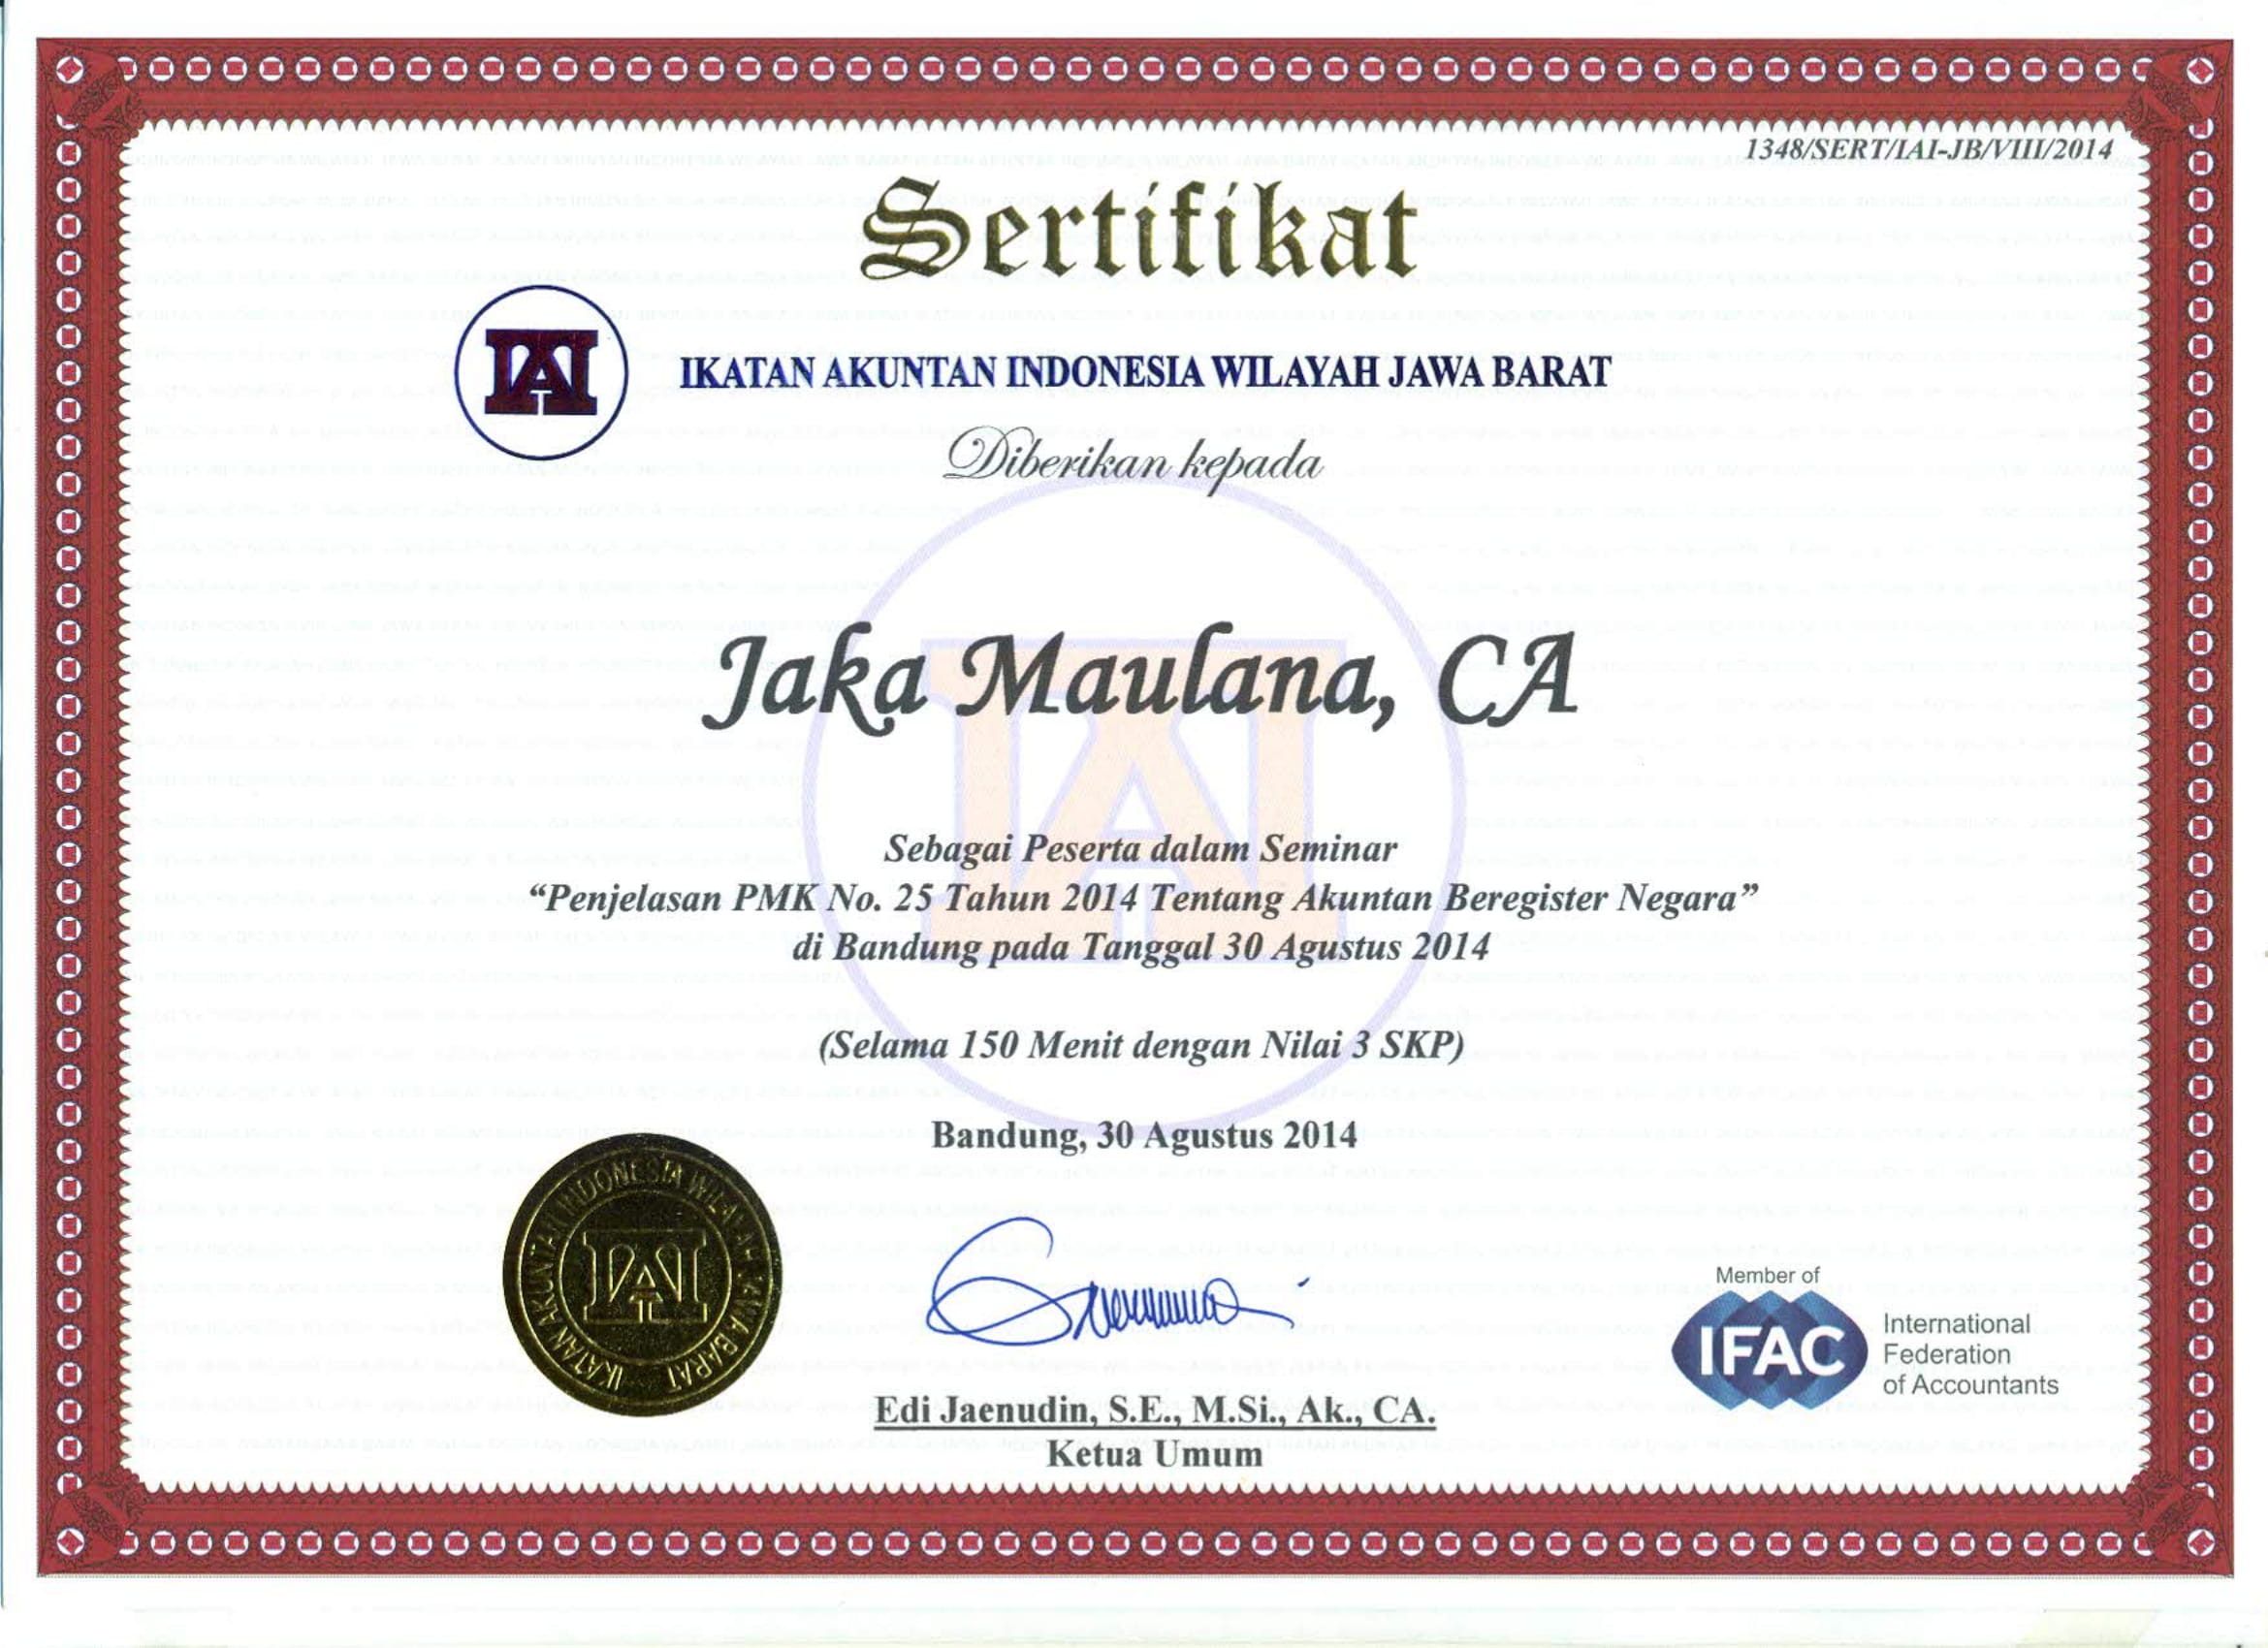 1348/SERT/IAI-JB/VIII/2014
Sertifikat
IAI
IKATAN AKUNTAN INDONESIA WILAYAH JAWA BARAT
Diberikan kepada
Jaka Maulana, CA
Sebagai Peserta dalam Seminar
“Penjelasan PMK No. 25 Tahun 2014 Tentang Akuntan Beregister Negara”
di Bandung pada Tanggal 30 Agustus 2014
(Selama 150 Menit dengan Nilai 3 SKP)
Bandung, 30 Agustus 2014
IKATAN AKUNTAN INDONESIA WILAYAH JAWA BARAT
IAI
Edi Jaenudin, S.E., M.Si., Ak., CA.
Ketua Umum
Member of
IFAC
International
Federation
of Accountants